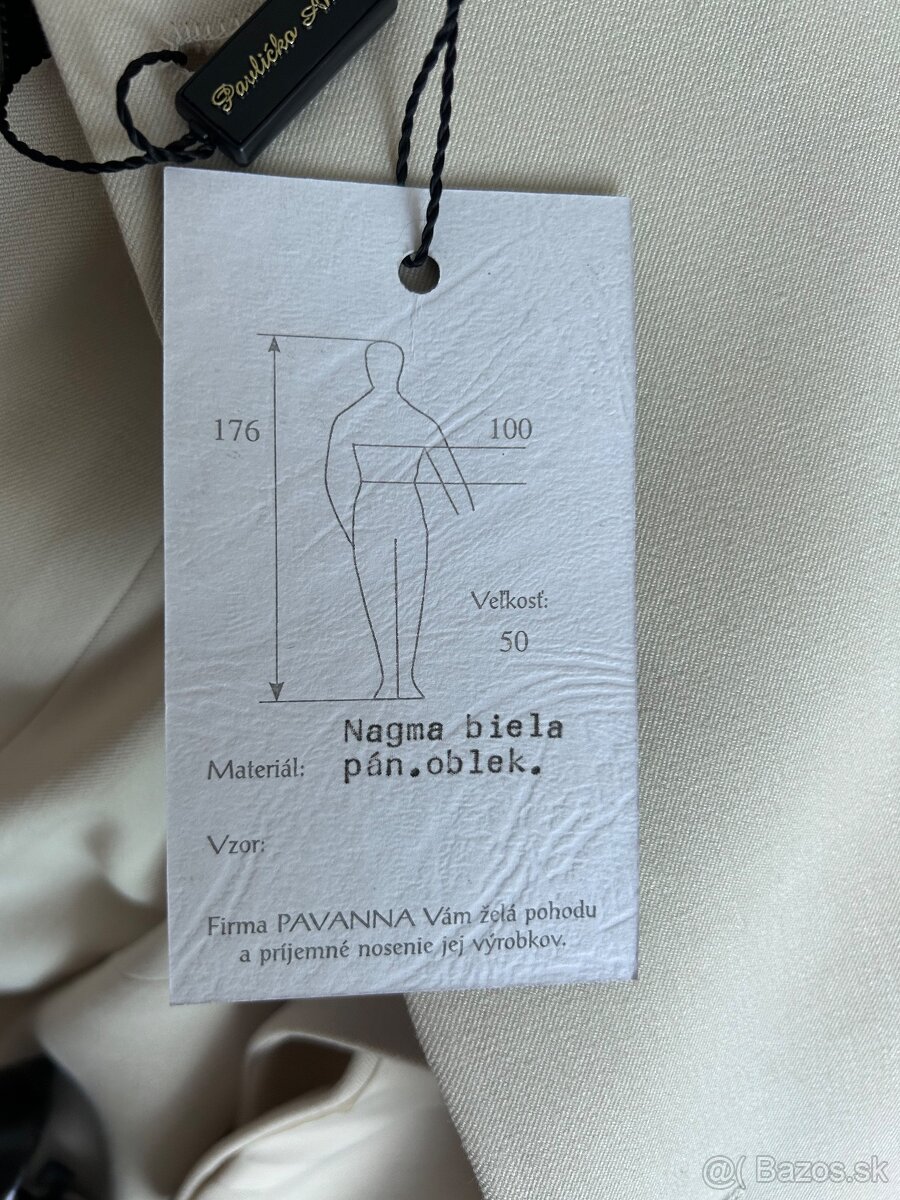 Pavlićko
176
100
Veľkosť:
50
Nagma biela
Materiál: pán.oblek.
Vzor:
Firma PAVANNA Vám želá pohodu
a príjemné nosenie jej výrobkov.
@( Bazos.sk